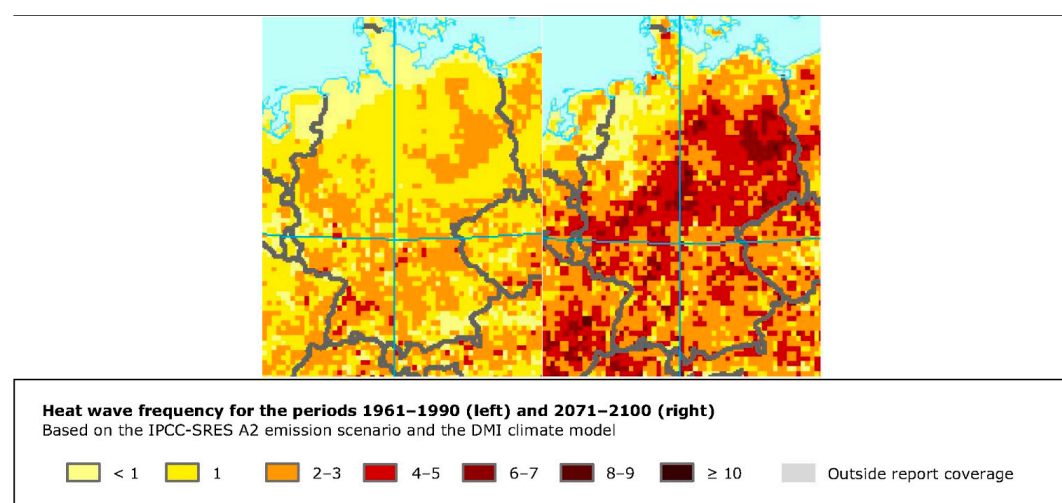 Heat wave frequency for the periods 1961–1990 (left) and 2071–2100 (right)
Based on the IPCC-SRES A2 emission scenario and the DMI climate model
< 1 1 2–3 4–5 6–7 8–9 ≥ 10 Outside report coverage